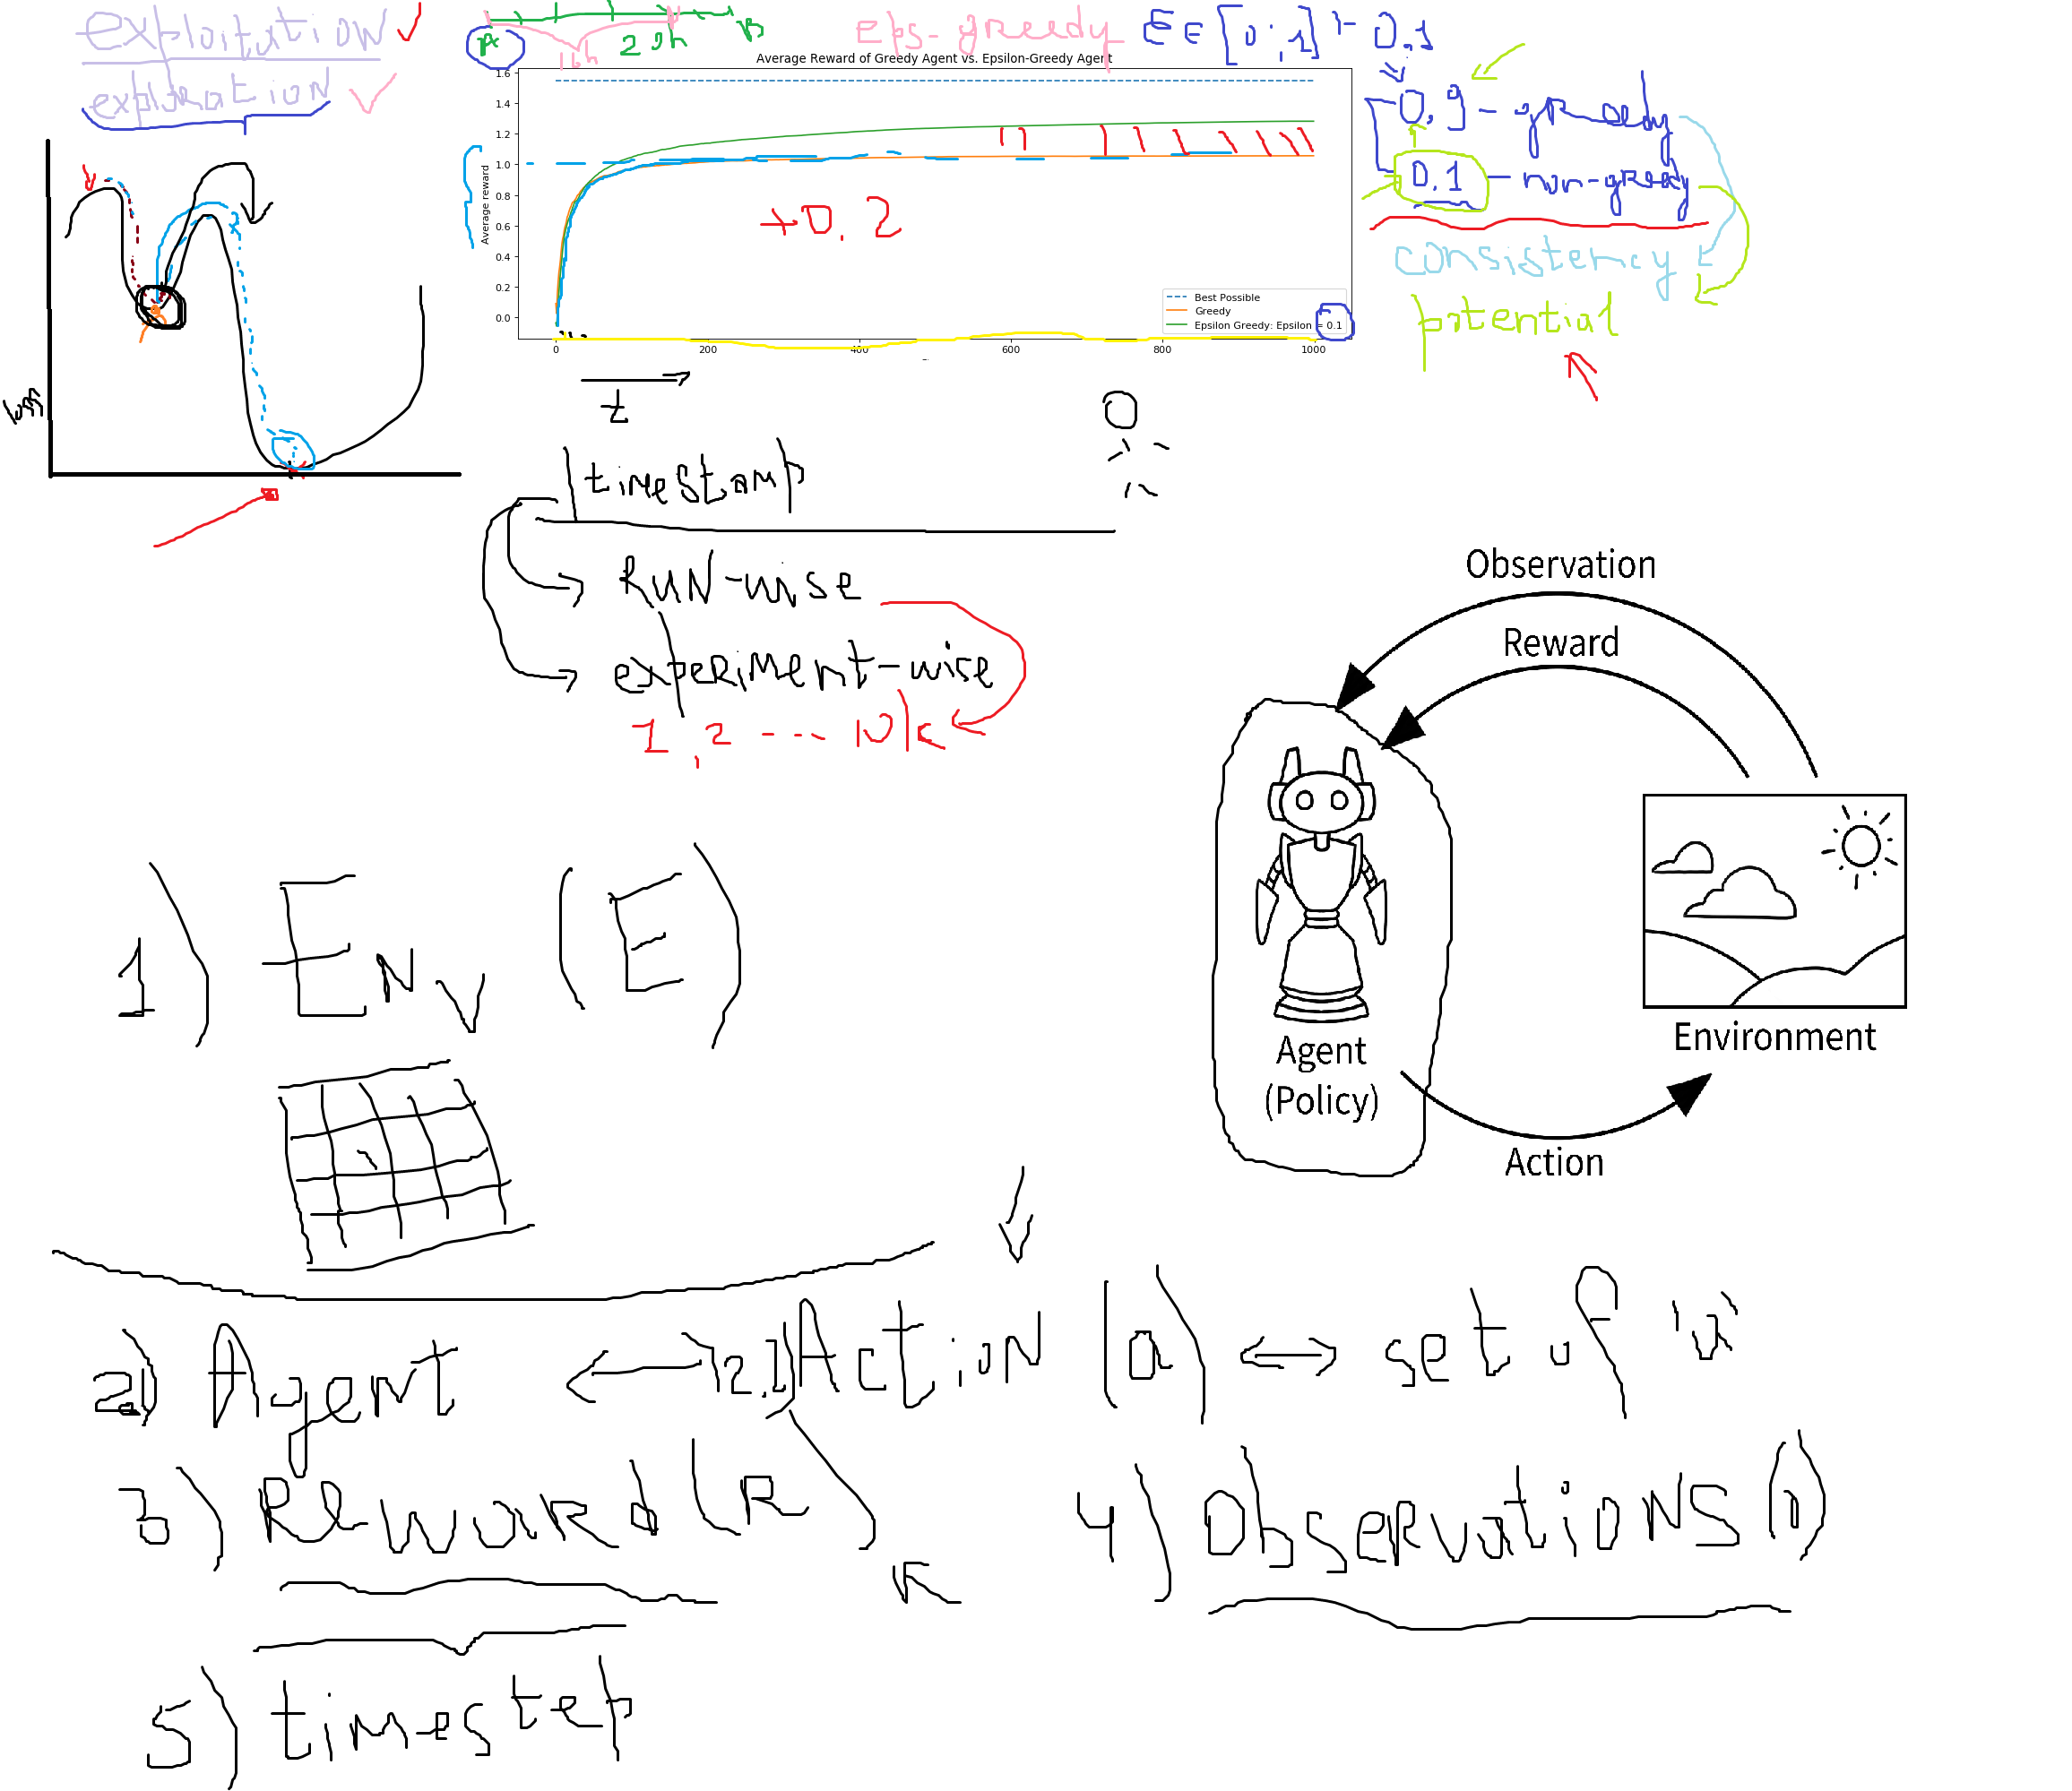 exploitation
exploration
A
B
16h
20h
Eps-greedy
ε∈[0;1] → 0,1
0,9 - greedy
0,1 - non-greedy
consistency
potential
Average Reward of Greedy Agent vs. Epsilon-Greedy Agent
Average reward
1.6
1.4
1.2
1.0
0.8
0.6
0.4
0.2
0.0
+0,2
Best Possible
Greedy
Epsilon Greedy: Epsilon = 0.1
0 200 400 600 800 1000
t
loss
0
timestamp
Run-wise
experiment-wise
1,2 --- 10k
Observation
Reward
Agent
(Policy)
Environment
Action
1) Env (E)
2) Agent
2.1) Action (a) ⟷ set of "a"
3) Reward (R)
4) Observations (0)
5) timestep